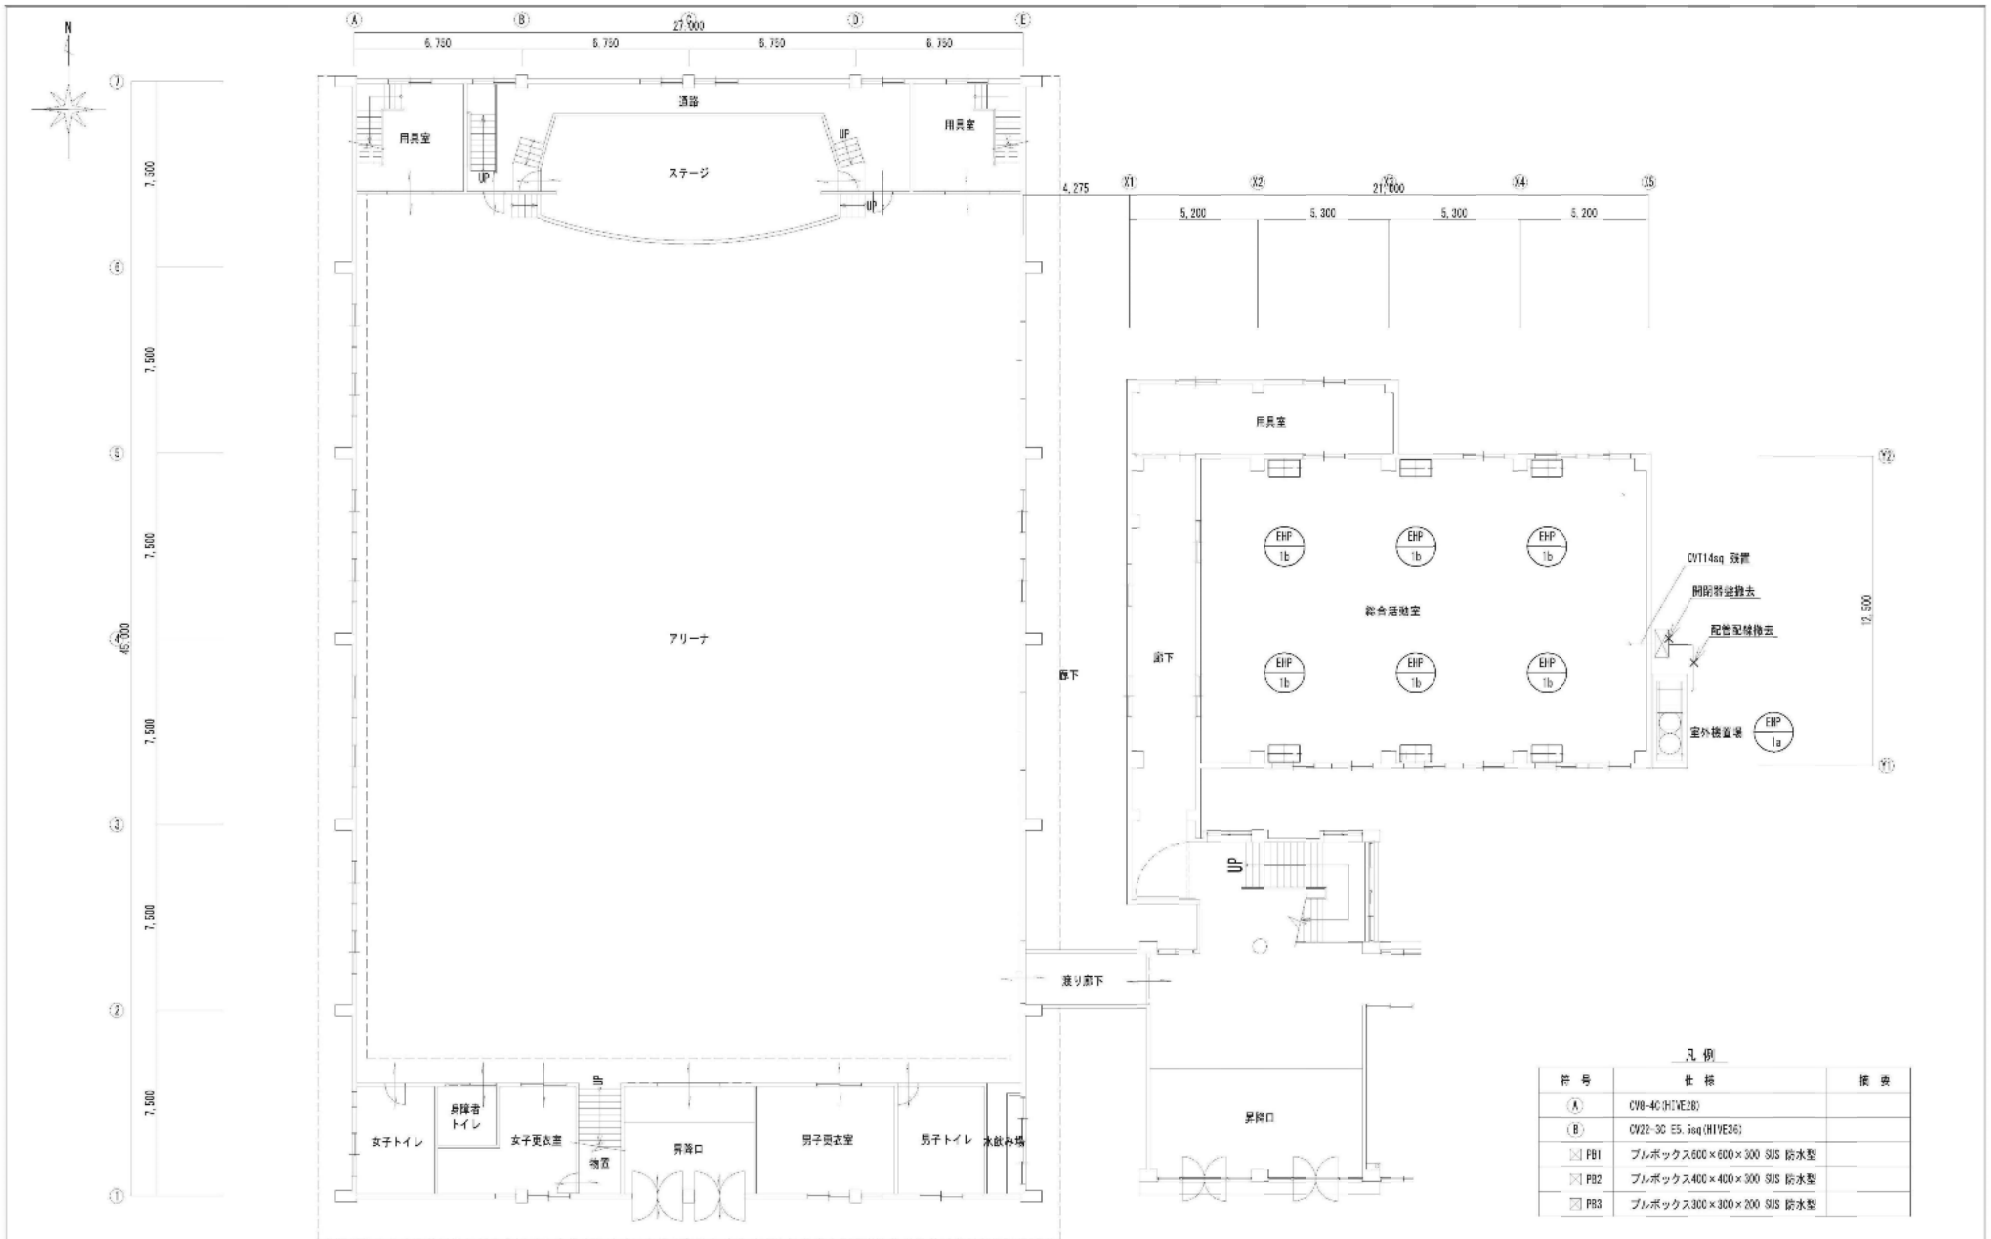 N
A
B
C
D
E
27,000
6,750
6,750
6,750
6,750
7
6
5
4
3
2
1
7,500
7,500
7,500
7,500
7,500
7,500
45,000
通路
用具室
用具室
UP
UP
UP
ステージ
アリーナ
4,275
X1
X2
X3
X4
X5
21,000
5,200
5,300
5,300
5,200
用具室
Y2
Y1
12,500
EHP
1b
EHP
1b
EHP
1b
総合活動室
EHP
1b
EHP
1b
EHP
1b
CVT14sq 残置
開閉器盤撤去
配管配線撤去
室外機置場
EHP
1a
廊下
廊下
UP
渡り廊下
昇降口
女子トイレ
身障者
トイレ
女子更衣室
UP
物置
昇降口
男子更衣室
男子トイレ
水飲み場
凡 例
符 号 仕 様 摘 要
A CV8-4C(HIVE28)
B CV22-3C E5.5sq(HIVE36)
PB1 プルボックス600×600×300 SUS 防水型
PB2 プルボックス400×400×300 SUS 防水型
PB3 プルボックス300×300×200 SUS 防水型